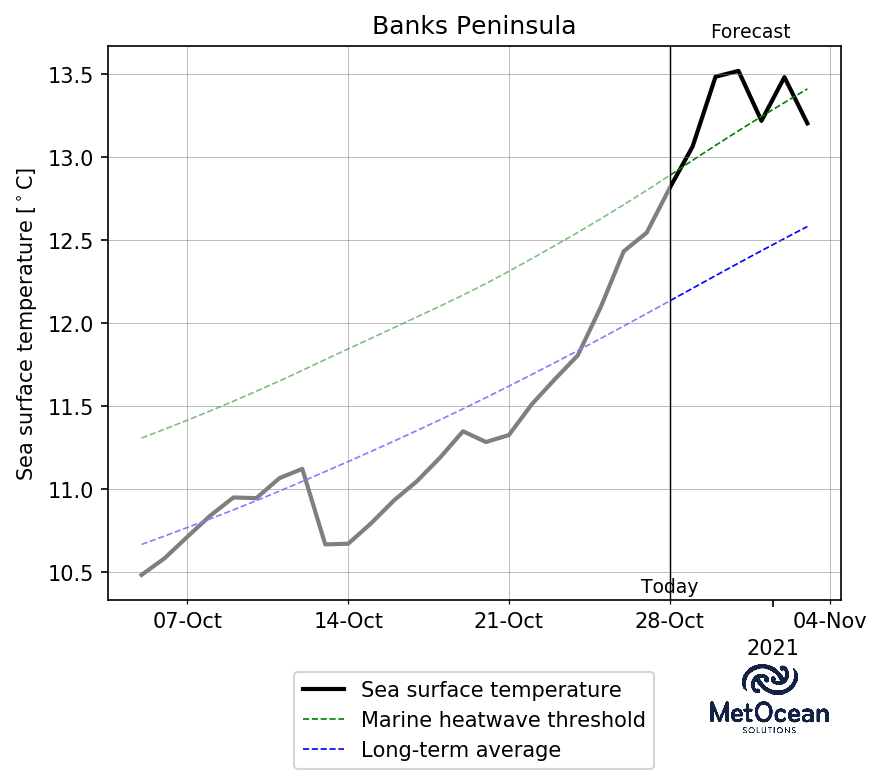 Banks Peninsula
Forecast
Sea surface temperature [°C]
13.5
13.0
12.5
12.0
11.5
11.0
10.5
Today
07-Oct
14-Oct
21-Oct
28-Oct
04-Nov
2021
Sea surface temperature
Marine heatwave threshold
Long-term average
MetOcean
SOLUTIONS